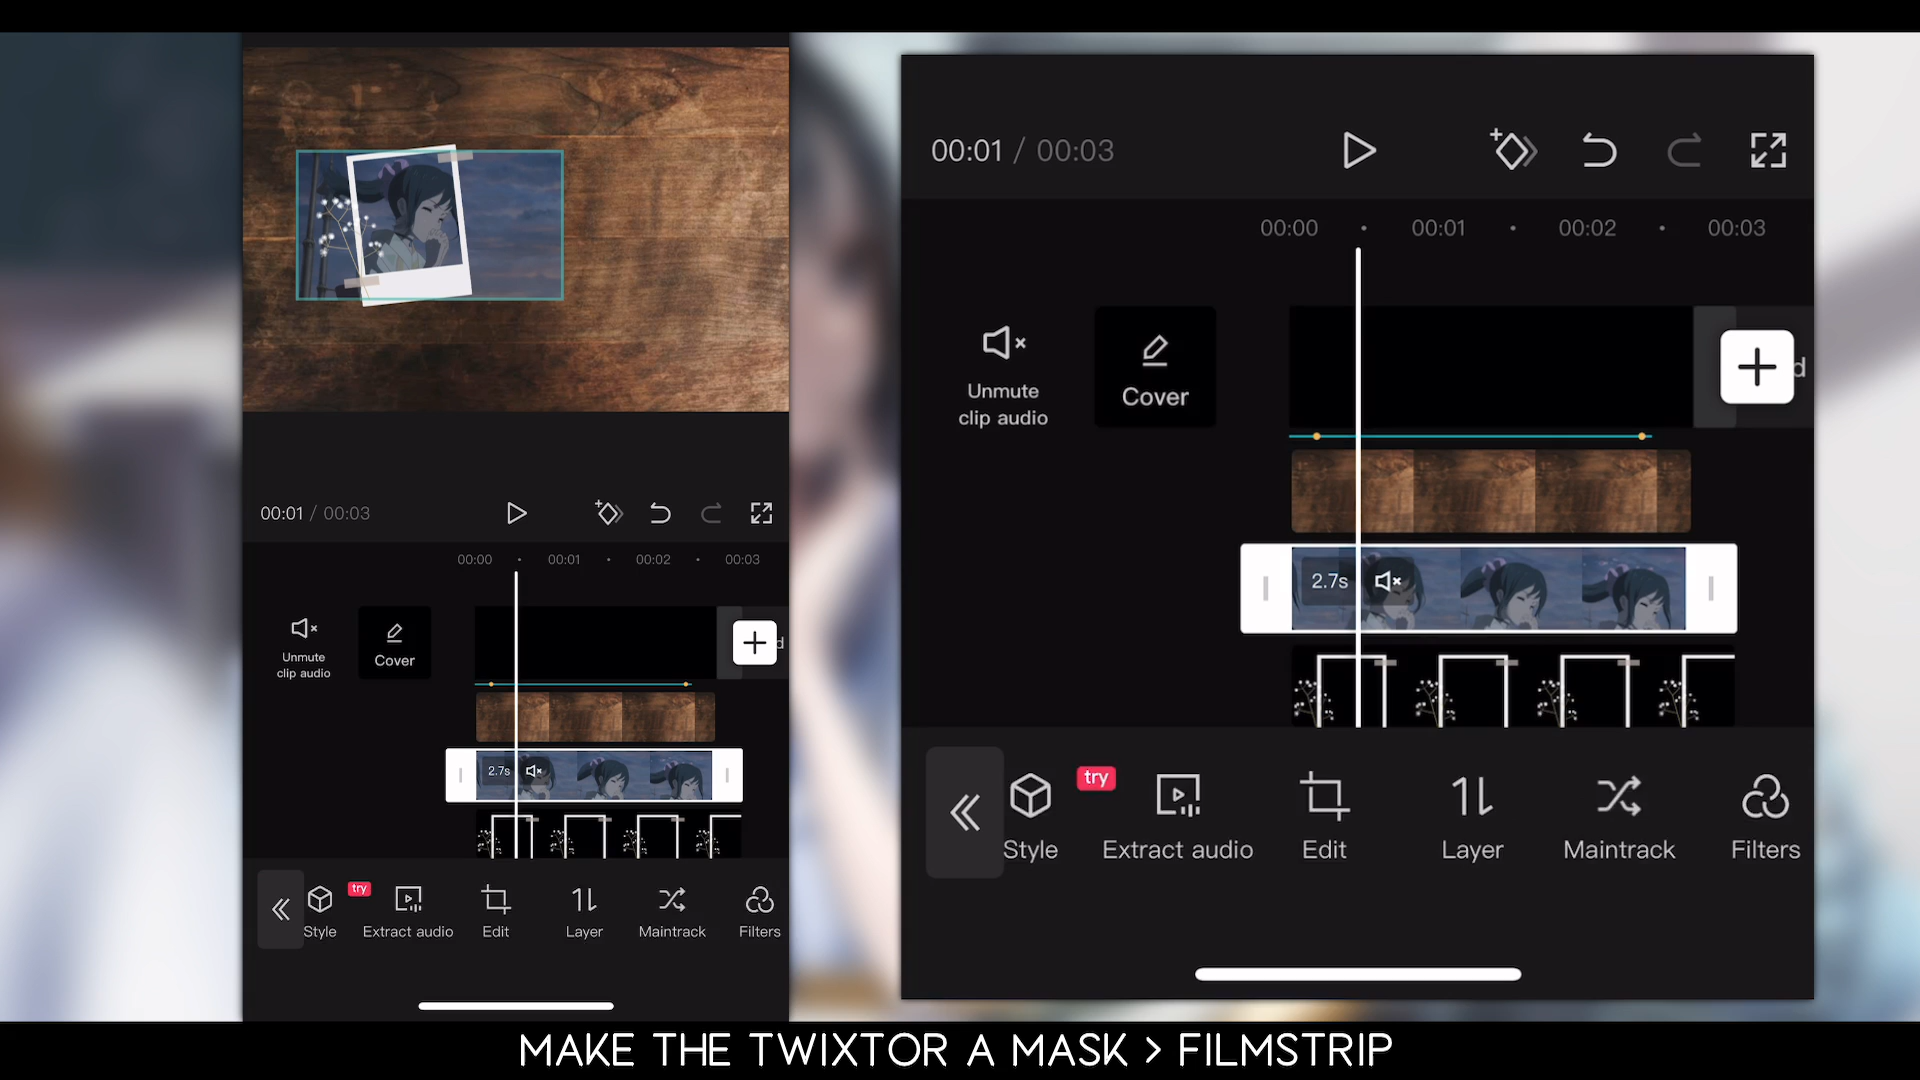 00:01 / 00:03
00:00 00:01 00:02 00:03
Unmute
clip audio
Cover
d
2.7s
try
Style Extract audio Edit Layer Maintrack Filters
00:01 / 00:03
00:00 00:01 00:02 00:03
Unmute
clip audio
Cover
d
2.7s
try
Style Extract audio Edit Layer Maintrack Filters
MAKE THE TWIXTOR A MASK > FILMSTRIP